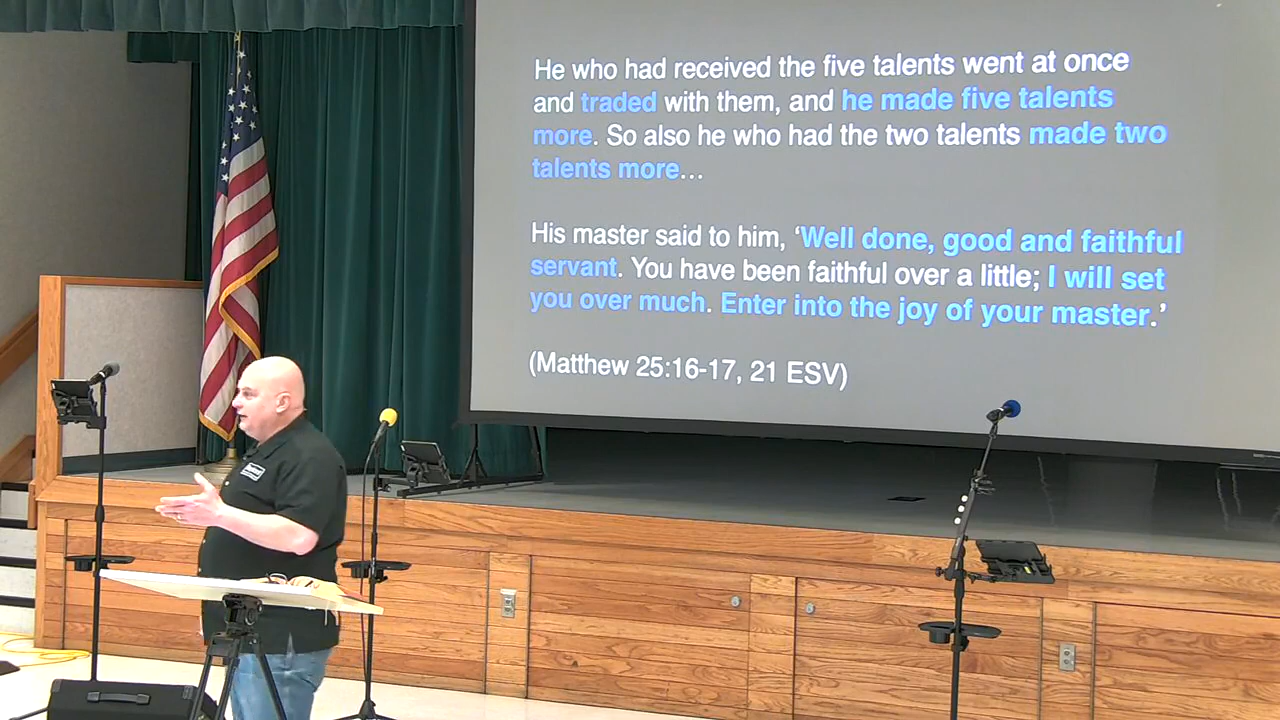 He who had received the five talents went at once
and traded with them, and he made five talents
more. So also he who had the two talents made two
talents more…
His master said to him, ‘Well done, good and faithful
servant. You have been faithful over a little; I will set
you over much. Enter into the joy of your master.’
(Matthew 25:16-17, 21 ESV)